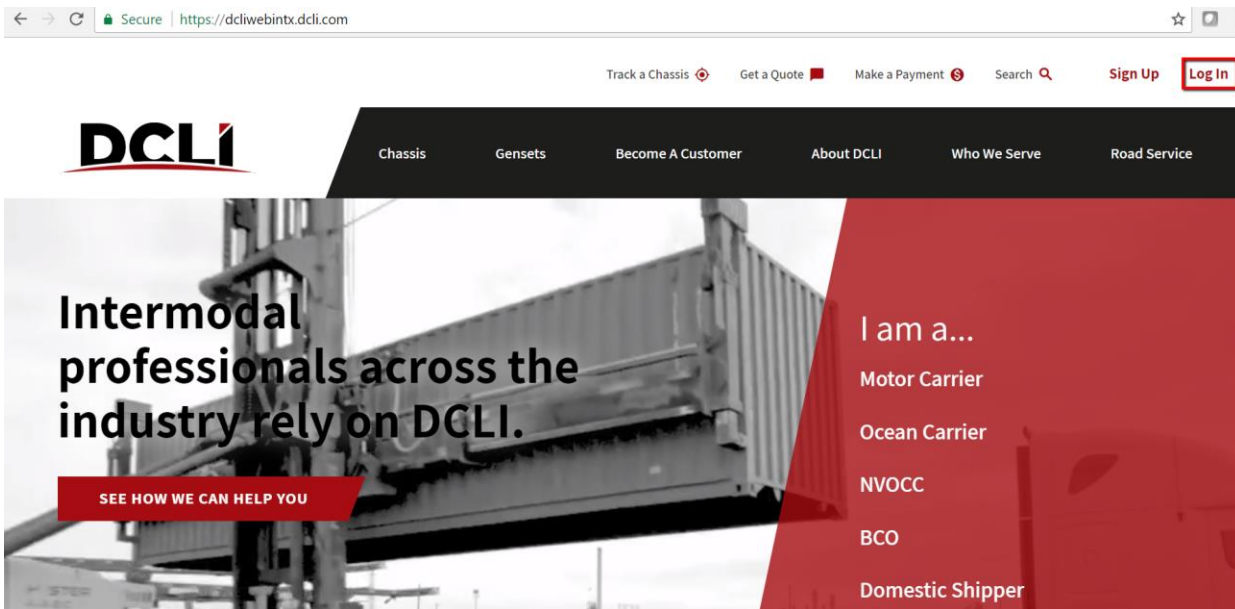 Secure | https://dcliwebintx.dcli.com
Track a Chassis Get a Quote Make a Payment Search Sign Up Log In
DCLI
Chassis Gensets Become A Customer About DCLI Who We Serve Road Service
Intermodal
professionals across the
industry rely on DCLI.
SEE HOW WE CAN HELP YOU
I am a...
Motor Carrier
Ocean Carrier
NVOCC
BCO
Domestic Shipper